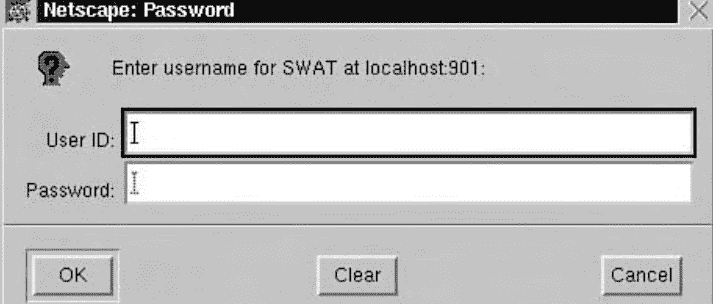 Netscape: Password
Enter username for SWAT at localhost:901:
User ID:
Password:
OK Clear Cancel